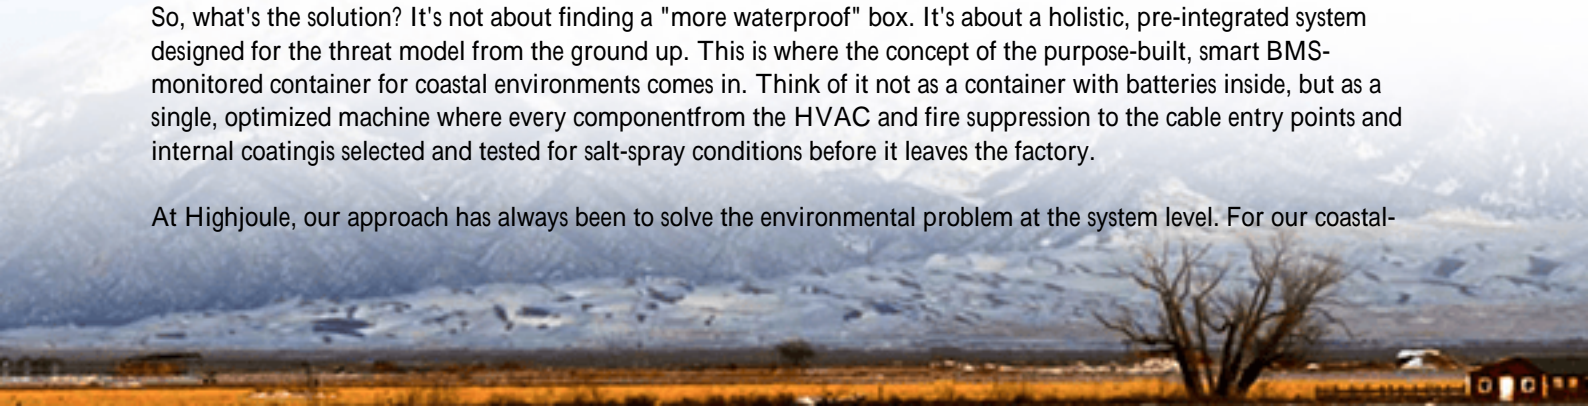 So, what's the solution? It's not about finding a "more waterproof" box. It's about a holistic, pre-integrated system
designed for the threat model from the ground up. This is where the concept of the purpose-built, smart BMS-
monitored container for coastal environments comes in. Think of it not as a container with batteries inside, but as a
single, optimized machine where every componentfrom the HVAC and fire suppression to the cable entry points and
internal coatingis selected and tested for salt-spray conditions before it leaves the factory.
At Highjoule, our approach has always been to solve the environmental problem at the system level. For our coastal-